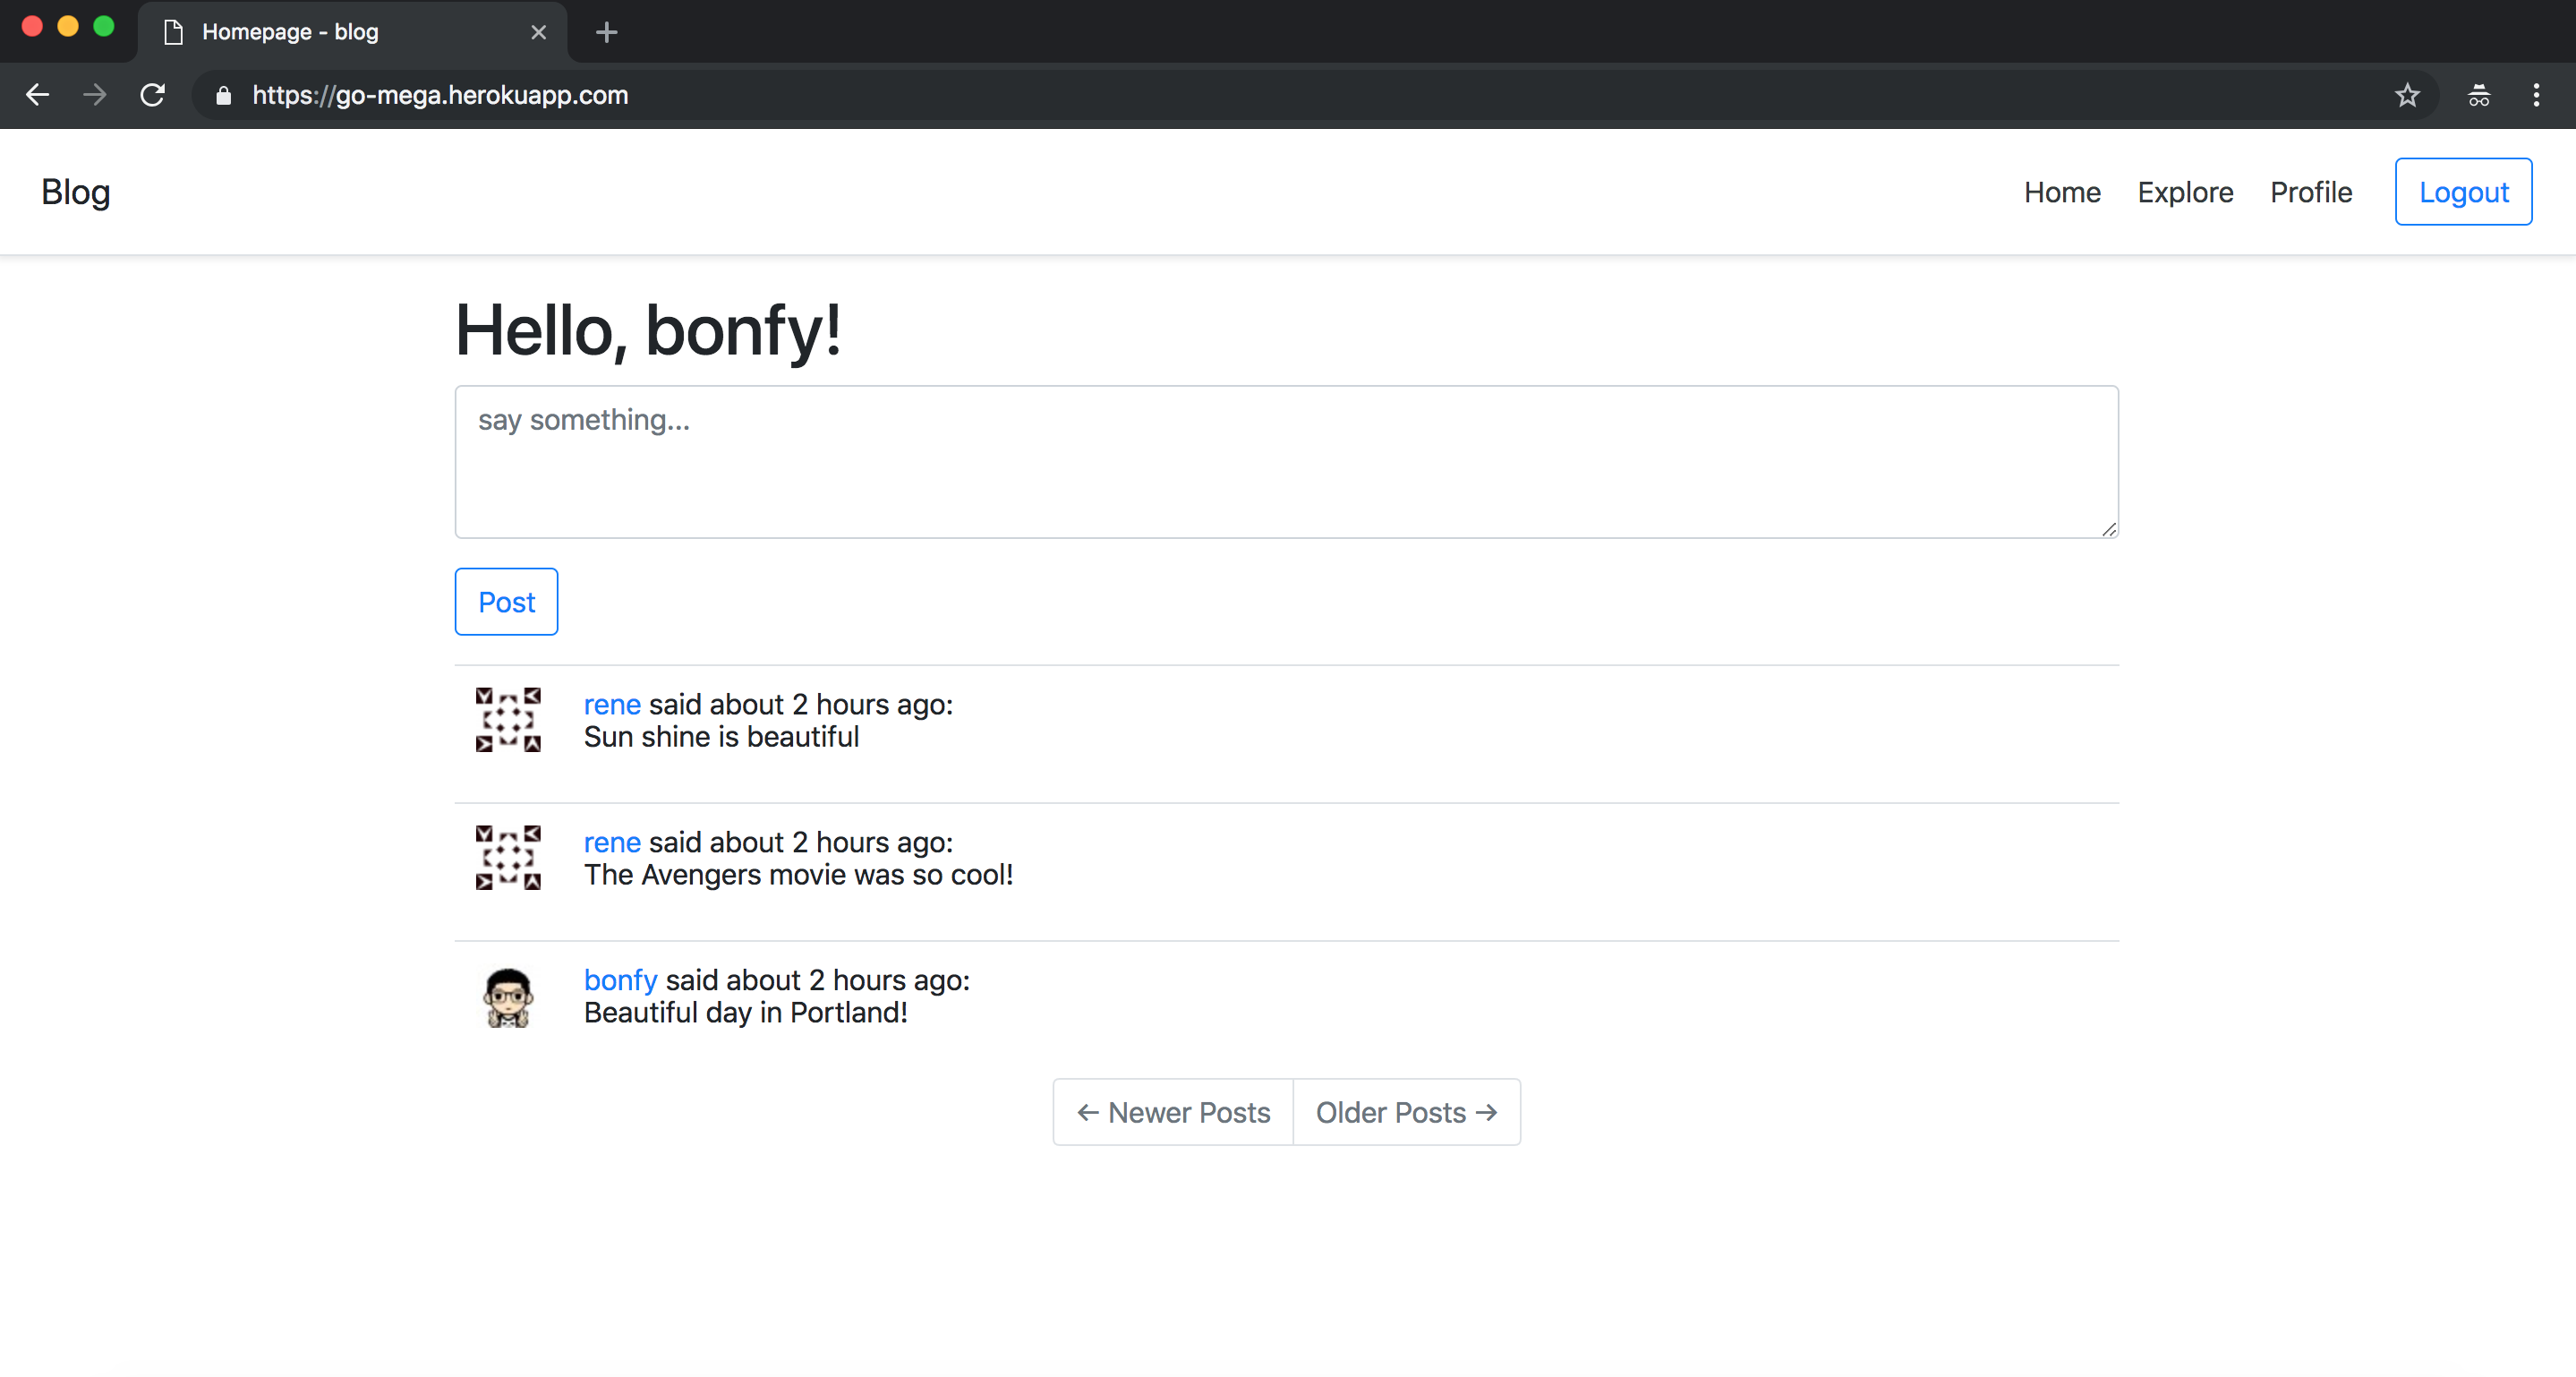 Homepage - blog
https://go-mega.herokuapp.com
Blog
Home Explore Profile Logout
Hello, bonfy!
say something...
Post
rene said about 2 hours ago:
Sun shine is beautiful
rene said about 2 hours ago:
The Avengers movie was so cool!
bonfy said about 2 hours ago:
Beautiful day in Portland!
← Newer Posts Older Posts →